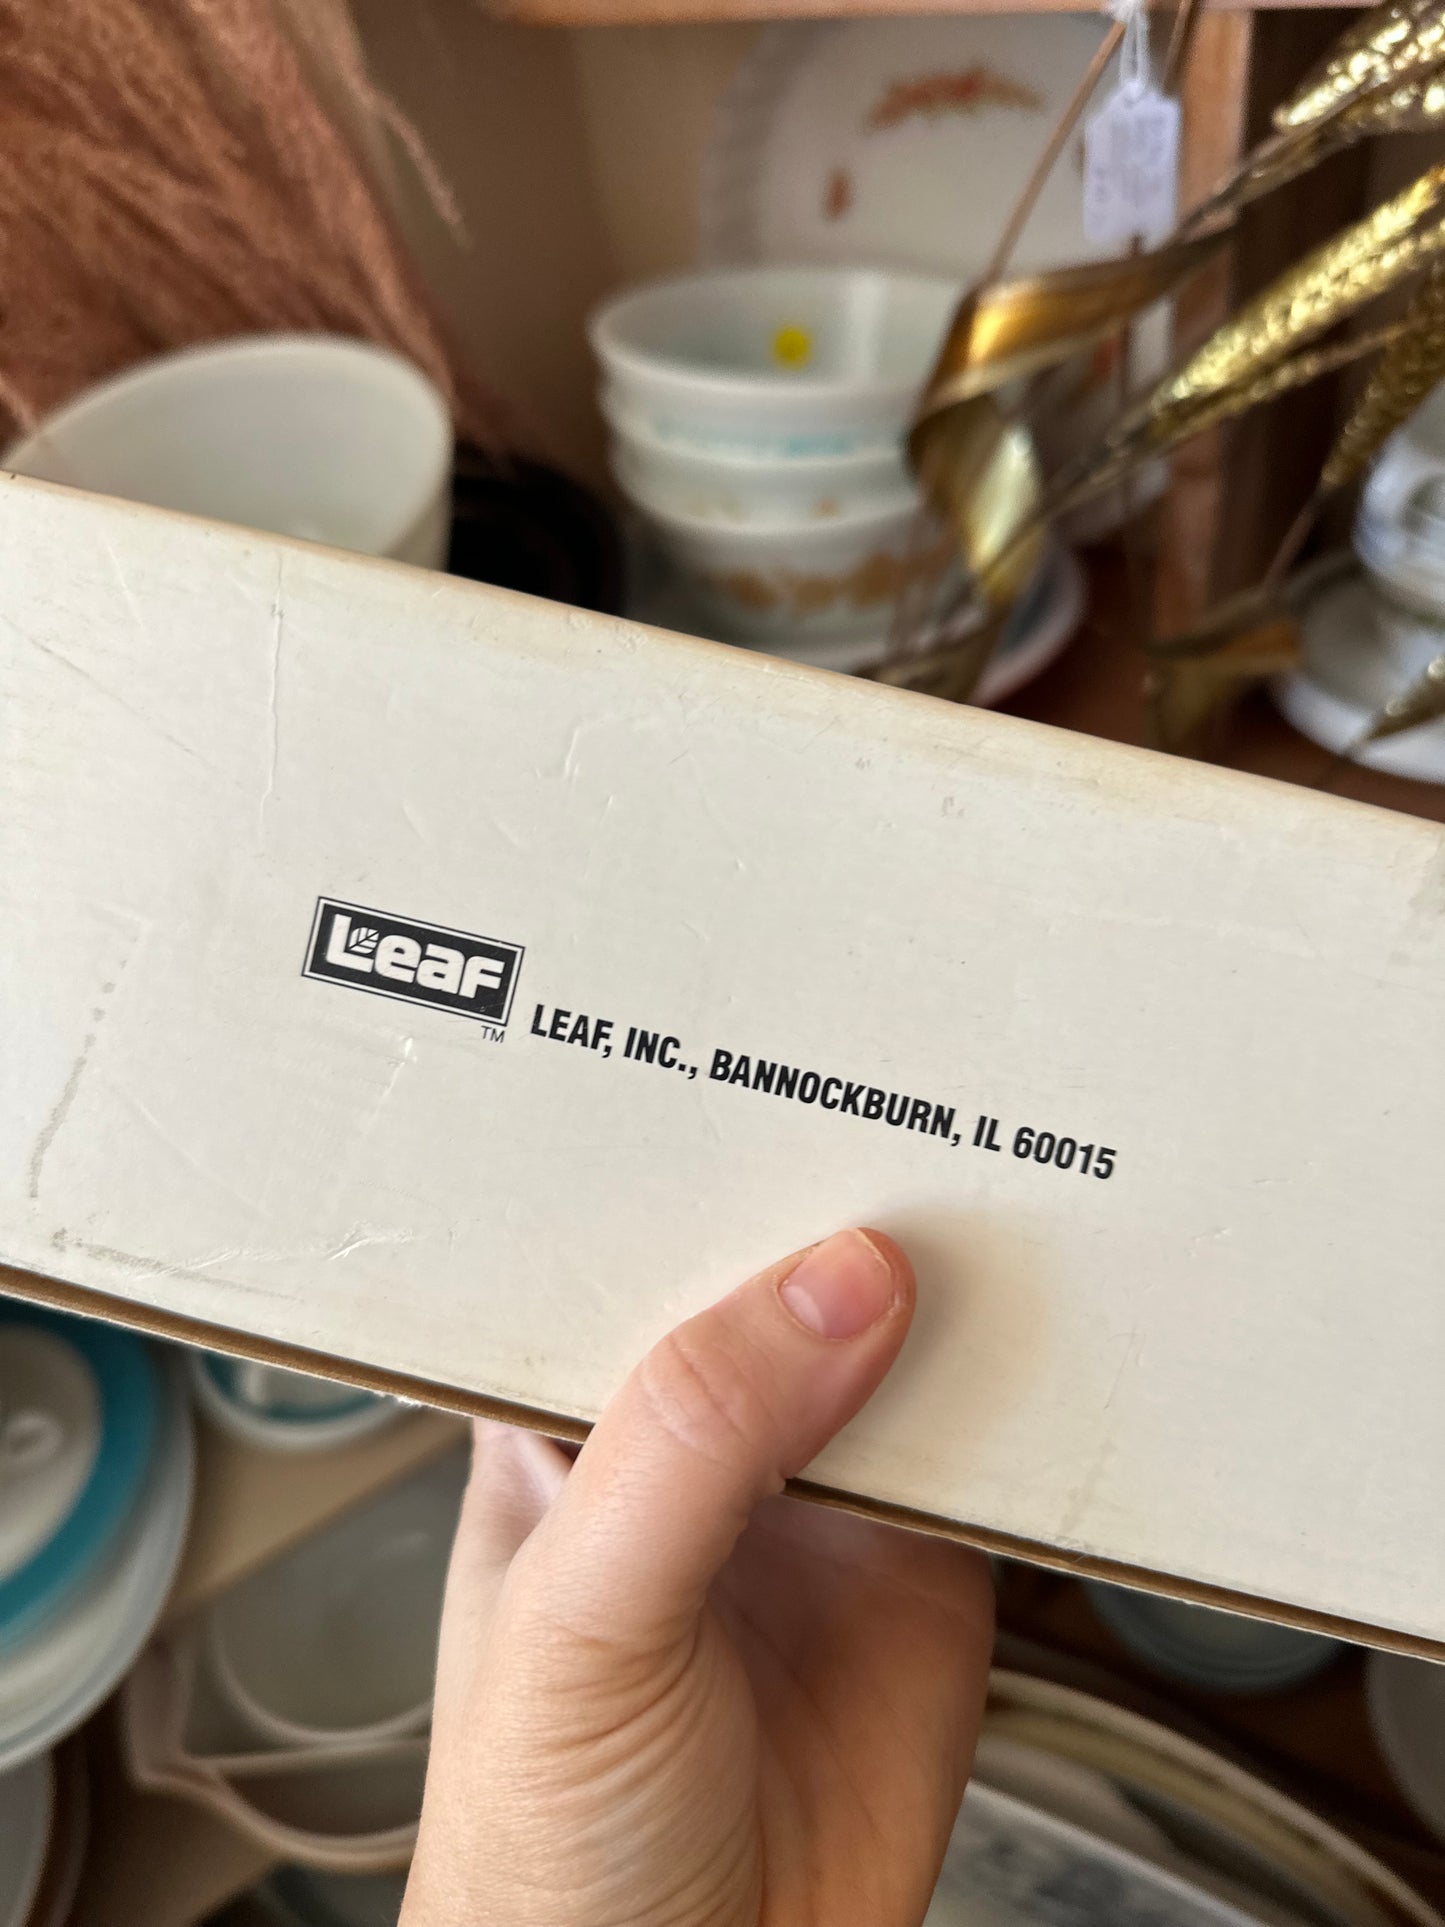 Leaf
TM
LEAF, INC., BANNOCKBURN, IL 60015